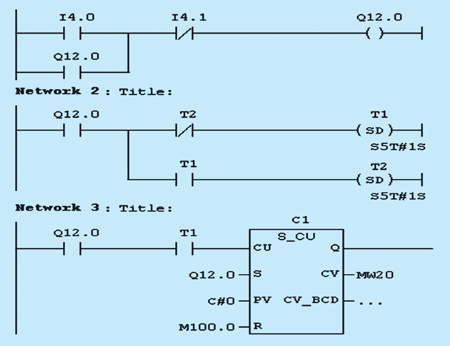 I4.0 I4.1 Q12.0
Q12.0
Network 2 : Title:
Q12.0 T2 T1
SD
S5T#1S
T1 T2
SD
S5T#1S
Network 3 : Title:
C1
Q12.0 T1 S_CU
CU Q
Q12.0 S CV MW20
C#0 PV CV_BCD ...
M100.0 R